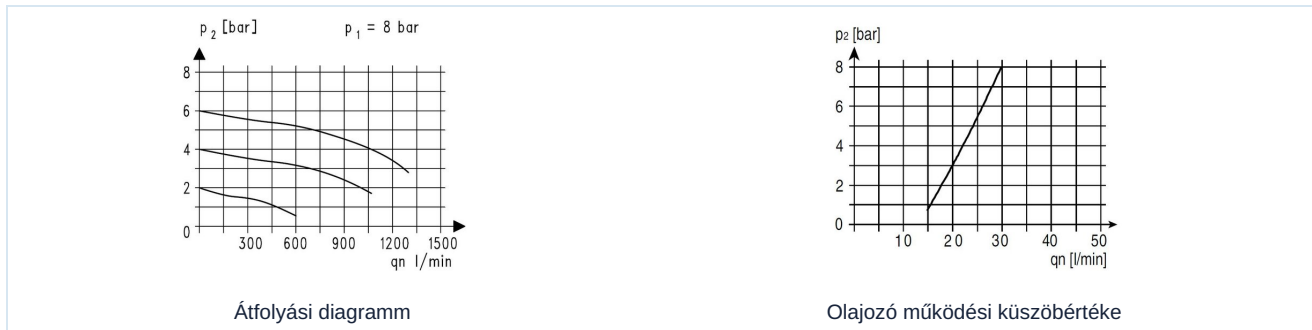 p 2 [bar] p 1 = 8 bar
8
6
4
2
0
300 600 900 1200 1500
qn l/min
Átfolyási diagramm
p2 [bar]
8
6
4
2
0
10 20 30 40 50
qn [l/min]
Olajozó működési küszöbértéke